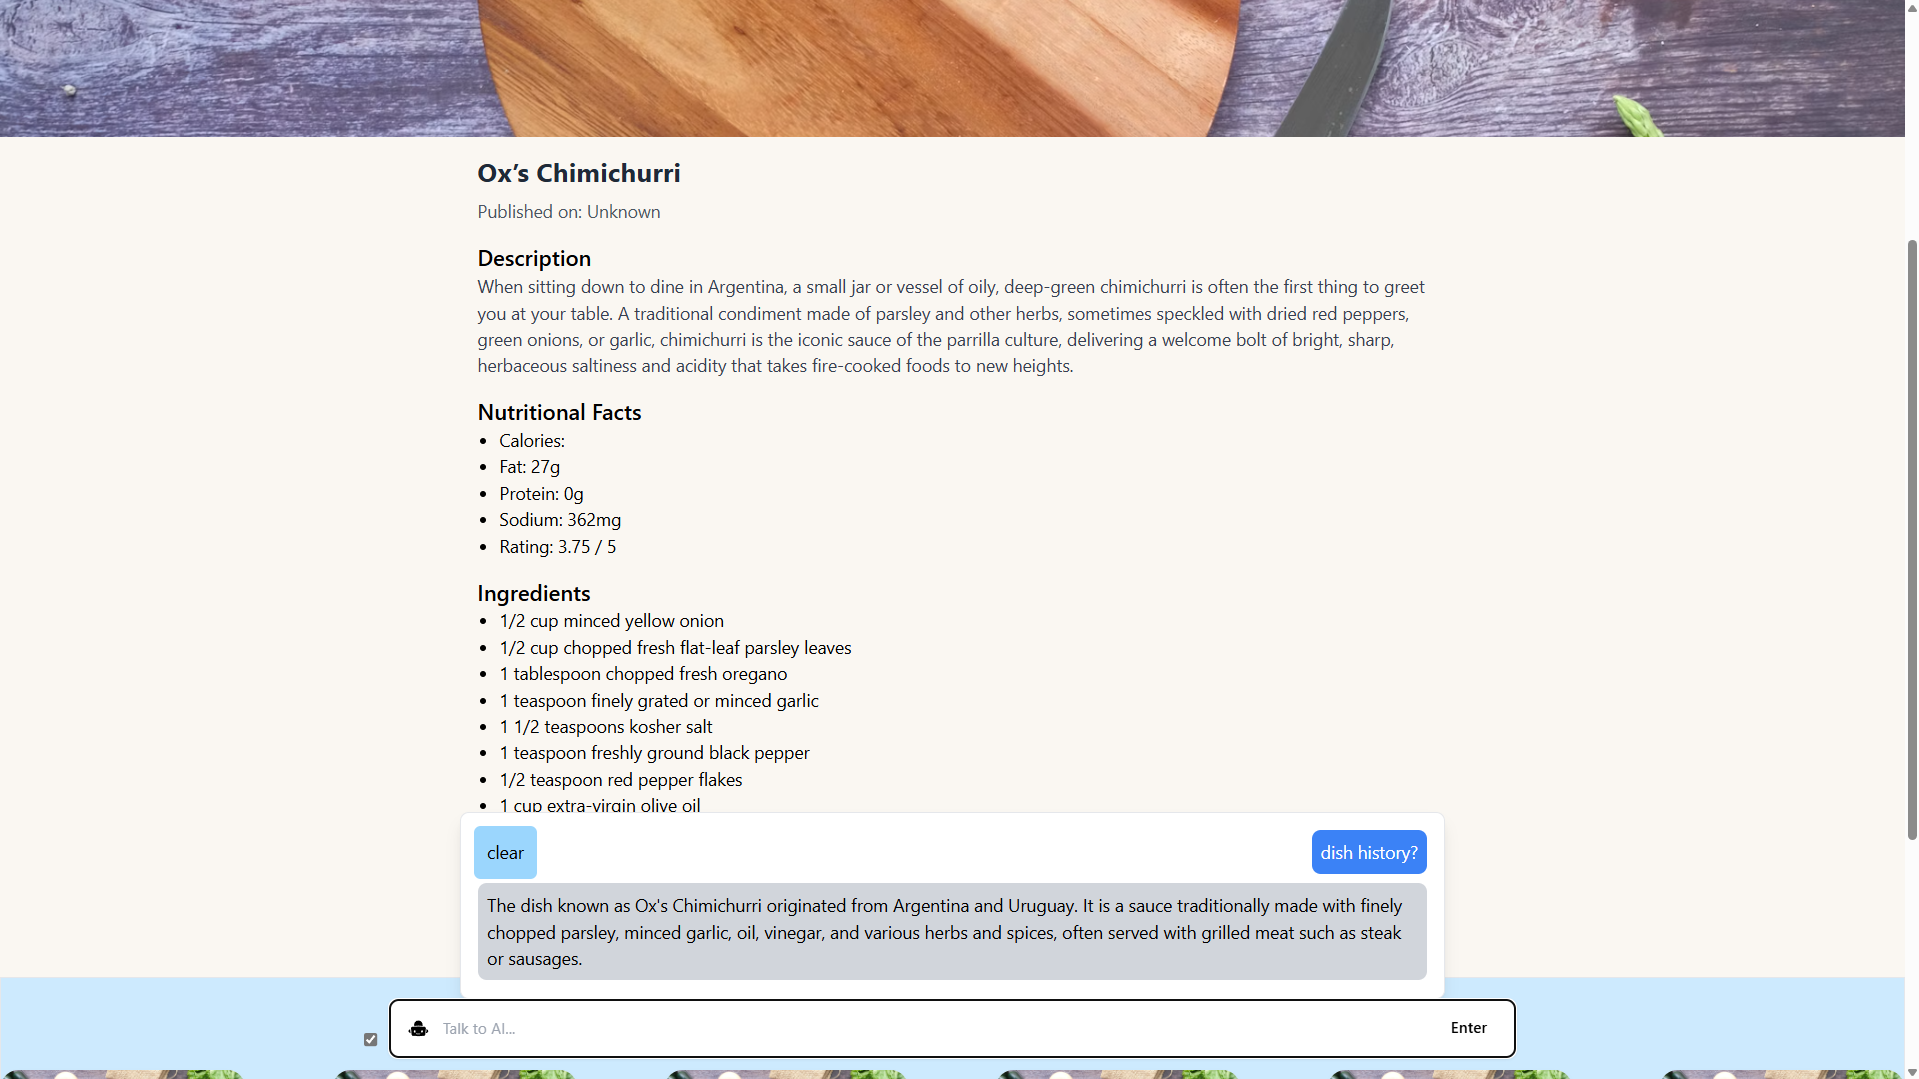 Ox’s Chimichurri
Published on: Unknown
Description
When sitting down to dine in Argentina, a small jar or vessel of oily, deep-green chimichurri is often the first thing to greet
you at your table. A traditional condiment made of parsley and other herbs, sometimes speckled with dried red peppers,
green onions, or garlic, chimichurri is the iconic sauce of the parrilla culture, delivering a welcome bolt of bright, sharp,
herbaceous saltiness and acidity that takes fire-cooked foods to new heights.
Nutritional Facts
• Calories:
• Fat: 27g
• Protein: 0g
• Sodium: 362mg
• Rating: 3.75 / 5
Ingredients
• 1/2 cup minced yellow onion
• 1/2 cup chopped fresh flat-leaf parsley leaves
• 1 tablespoon chopped fresh oregano
• 1 teaspoon finely grated or minced garlic
• 1 1/2 teaspoons kosher salt
• 1 teaspoon freshly ground black pepper
• 1/2 teaspoon red pepper flakes
• 1 cup extra-virgin olive oil
clear
dish history?
The dish known as Ox's Chimichurri originated from Argentina and Uruguay. It is a sauce traditionally made with finely
chopped parsley, minced garlic, oil, vinegar, and various herbs and spices, often served with grilled meat such as steak
or sausages.
Talk to AI...
Enter